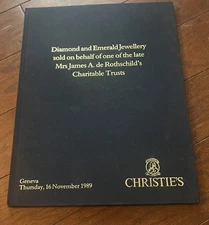 Diamond and Emerald Jewellery
sold on behalf of one of the late
Mrs James A. de Rothschild's
Charitable Trusts
Geneva
Thursday, 16 November 1989
CHRISTIE'S